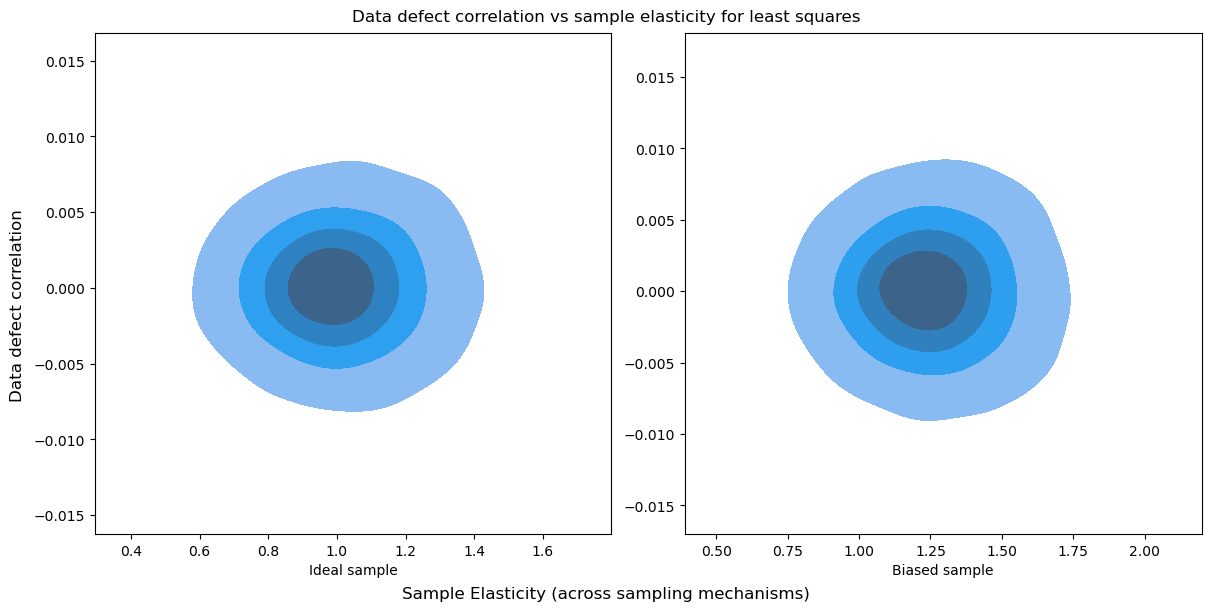 Data defect correlation vs sample elasticity for least squares
Data defect correlation
0.015
0.010
0.005
0.000
−0.005
−0.010
−0.015
0.4 0.6 0.8 1.0 1.2 1.4 1.6
Ideal sample
0.015
0.010
0.005
0.000
−0.005
−0.010
−0.015
0.50 0.75 1.00 1.25 1.50 1.75 2.00
Biased sample
Sample Elasticity (across sampling mechanisms)